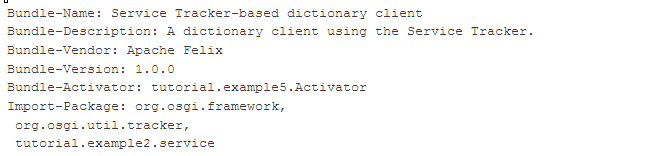 Bundle-Name: Service Tracker-based dictionary client
Bundle-Description: A dictionary client using the Service Tracker.
Bundle-Vendor: Apache Felix
Bundle-Version: 1.0.0
Bundle-Activator: tutorial.example5.Activator
Import-Package: org.osgi.framework,
 org.osgi.util.tracker,
 tutorial.example2.service